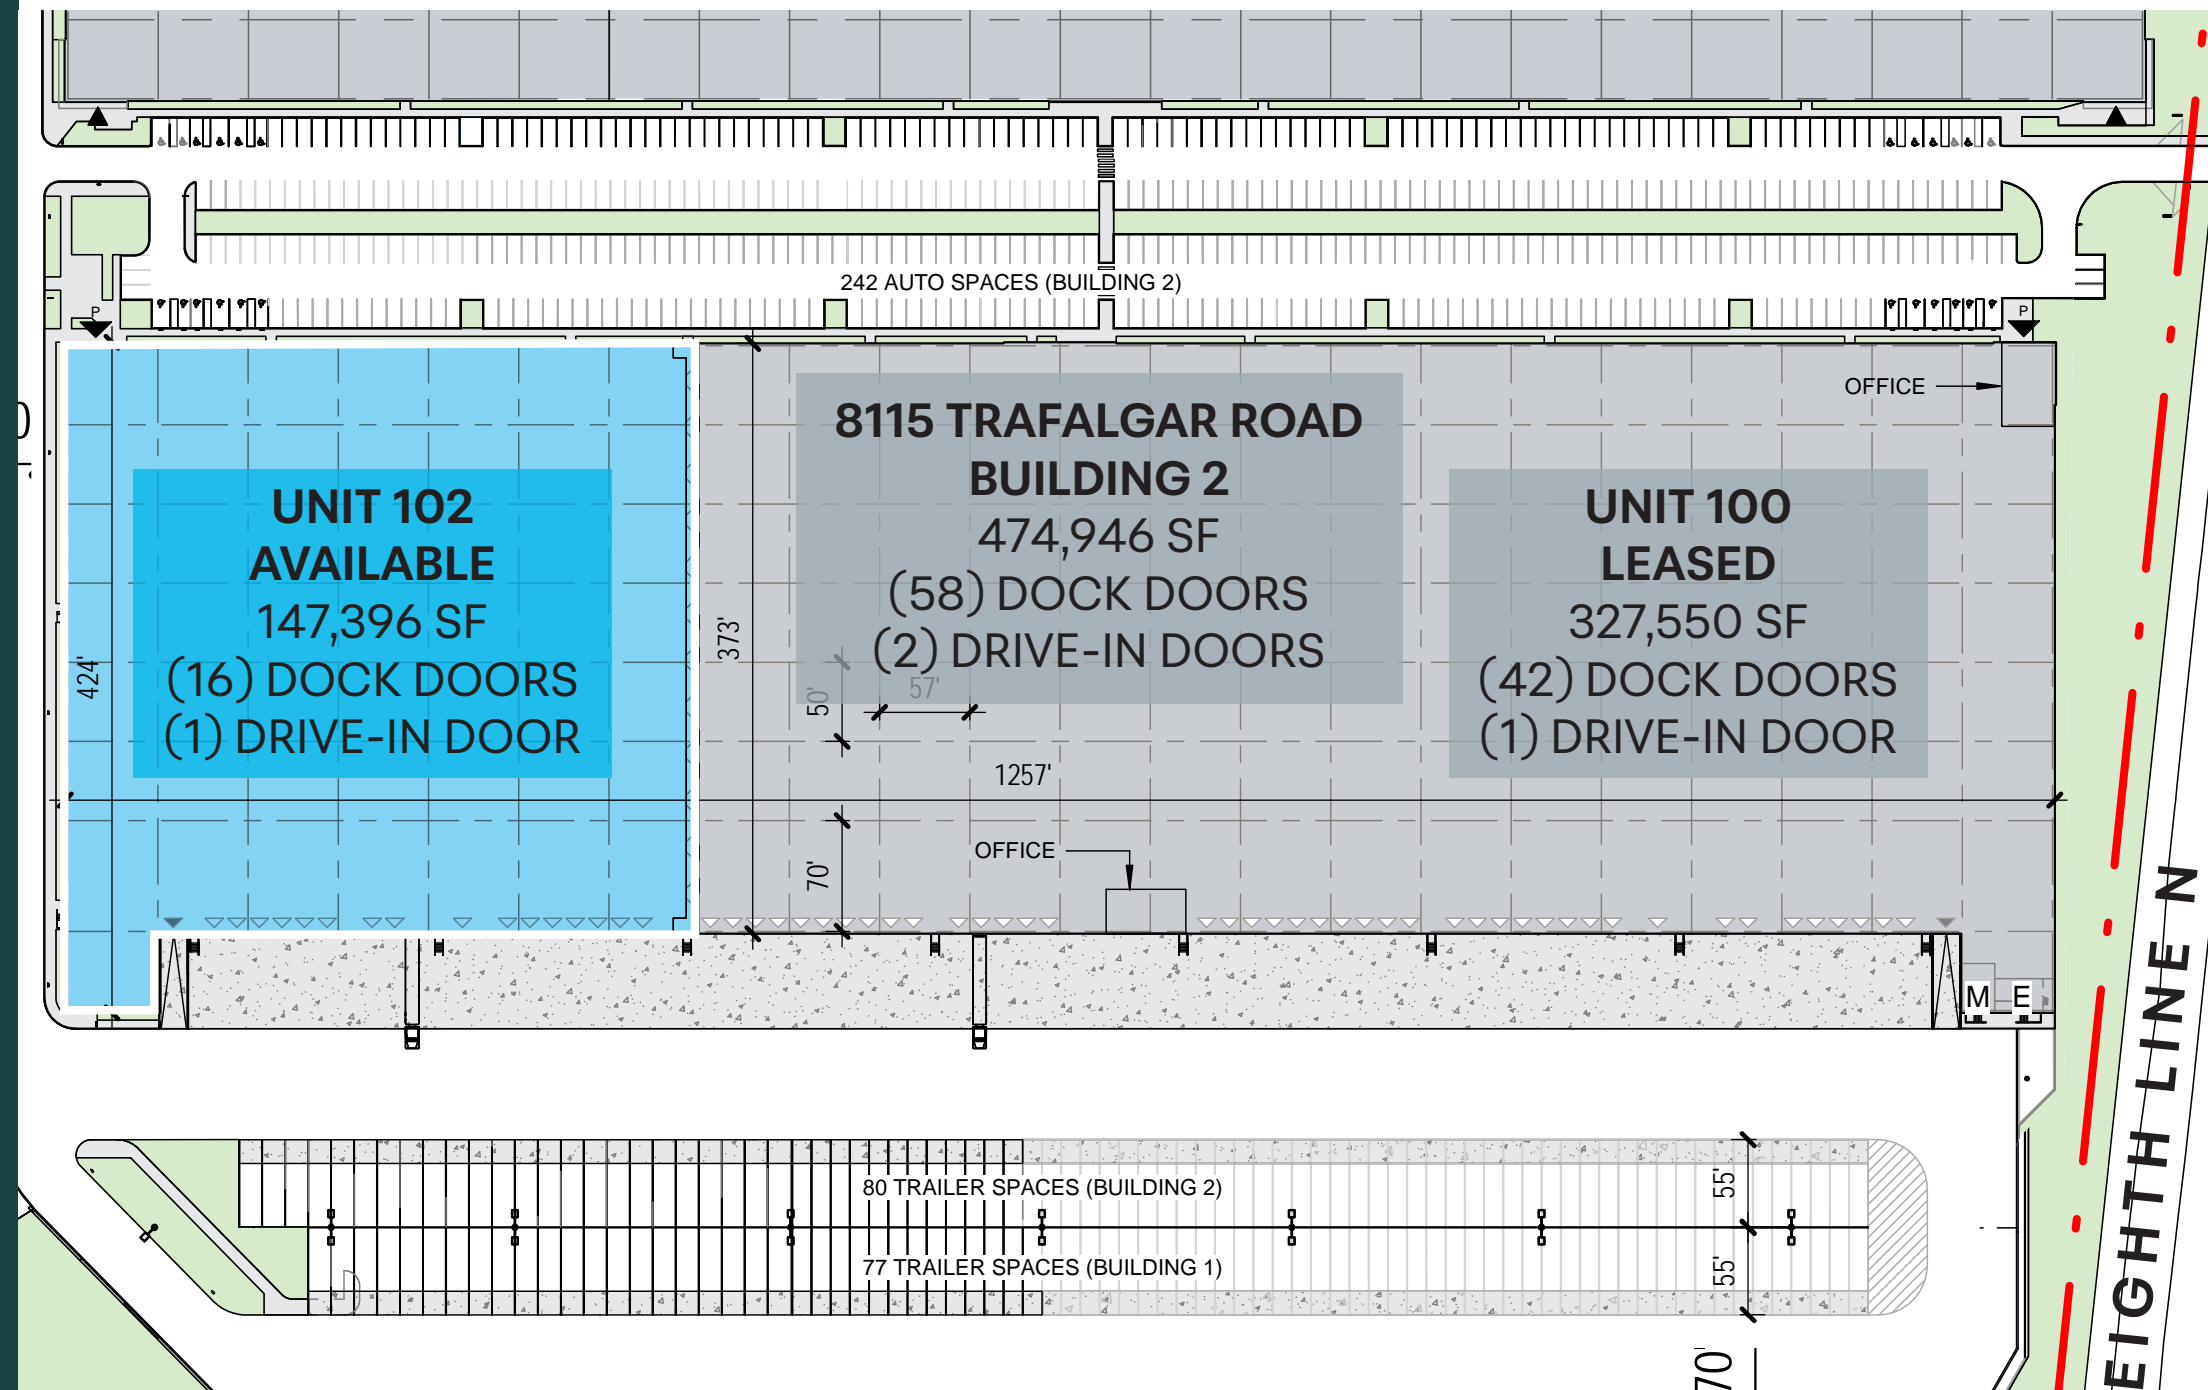 242 AUTO SPACES (BUILDING 2)
P
P
OFFICE
8115 TRAFALGAR ROAD
BUILDING 2
474,946 SF
(58) DOCK DOORS
(2) DRIVE-IN DOORS
UNIT 102
AVAILABLE
147,396 SF
(16) DOCK DOORS
(1) DRIVE-IN DOOR
UNIT 100
LEASED
327,550 SF
(42) DOCK DOORS
(1) DRIVE-IN DOOR
424'
373'
50'
57'
1257'
70'
OFFICE
M E
80 TRAILER SPACES (BUILDING 2)
77 TRAILER SPACES (BUILDING 1)
55'
55'
70'
EIGHTH LINE N